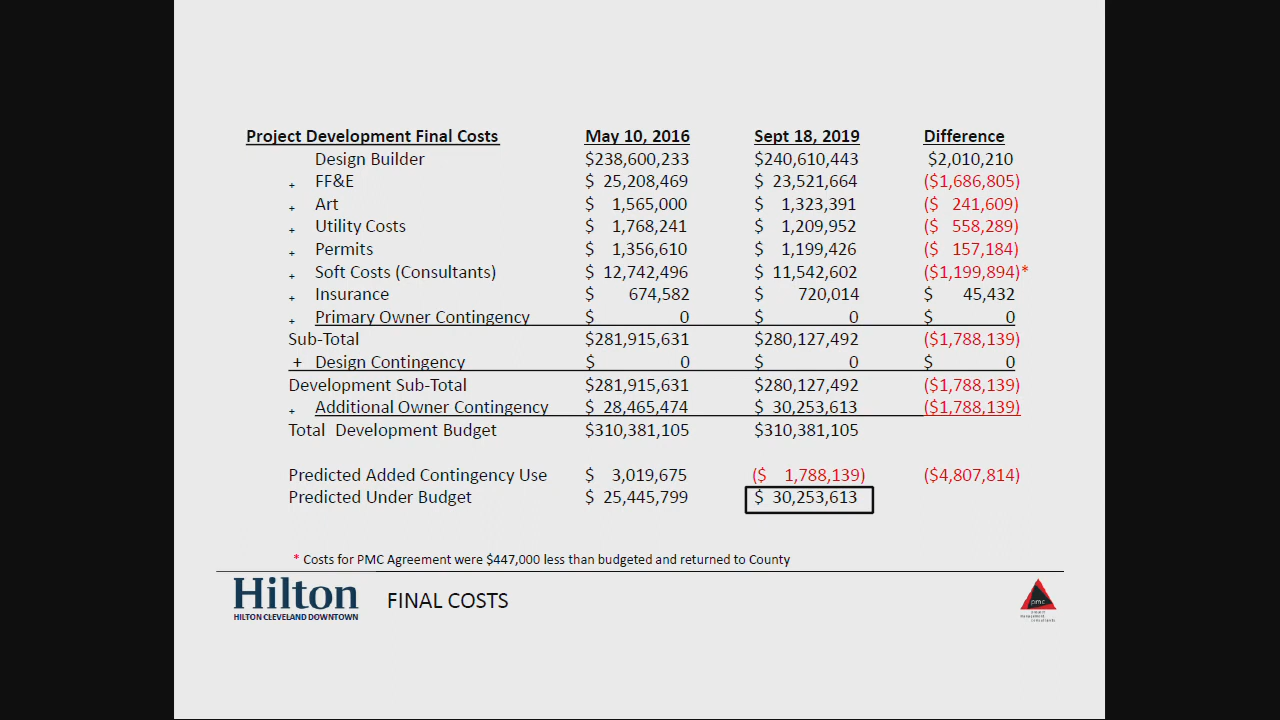 Project Development Final Costs May 10, 2016 Sept 18, 2019 Difference
Design Builder $238,600,233 $240,610,443 $2,010,210
+ FF&E $ 25,208,469 $ 23,521,664 ($1,686,805)
+ Art $ 1,565,000 $ 1,323,391 ($ 241,609)
+ Utility Costs $ 1,768,241 $ 1,209,952 ($ 558,289)
+ Permits $ 1,356,610 $ 1,199,426 ($ 157,184)
+ Soft Costs (Consultants) $ 12,742,496 $ 11,542,602 ($1,199,894)*
+ Insurance $ 674,582 $ 720,014 $ 45,432
+ Primary Owner Contingency $ 0 $ 0 $ 0
Sub-Total $281,915,631 $280,127,492 ($1,788,139)
+ Design Contingency $ 0 $ 0 $ 0
Development Sub-Total $281,915,631 $280,127,492 ($1,788,139)
+ Additional Owner Contingency $ 28,465,474 $ 30,253,613 ($1,788,139)
Total Development Budget $310,381,105 $310,381,105
Predicted Added Contingency Use $ 3,019,675 ($ 1,788,139) ($4,807,814)
Predicted Under Budget $ 25,445,799 $ 30,253,613
* Costs for PMC Agreement were $447,000 less than budgeted and returned to County
Hilton
HILTON CLEVELAND DOWNTOWN
FINAL COSTS
pmc